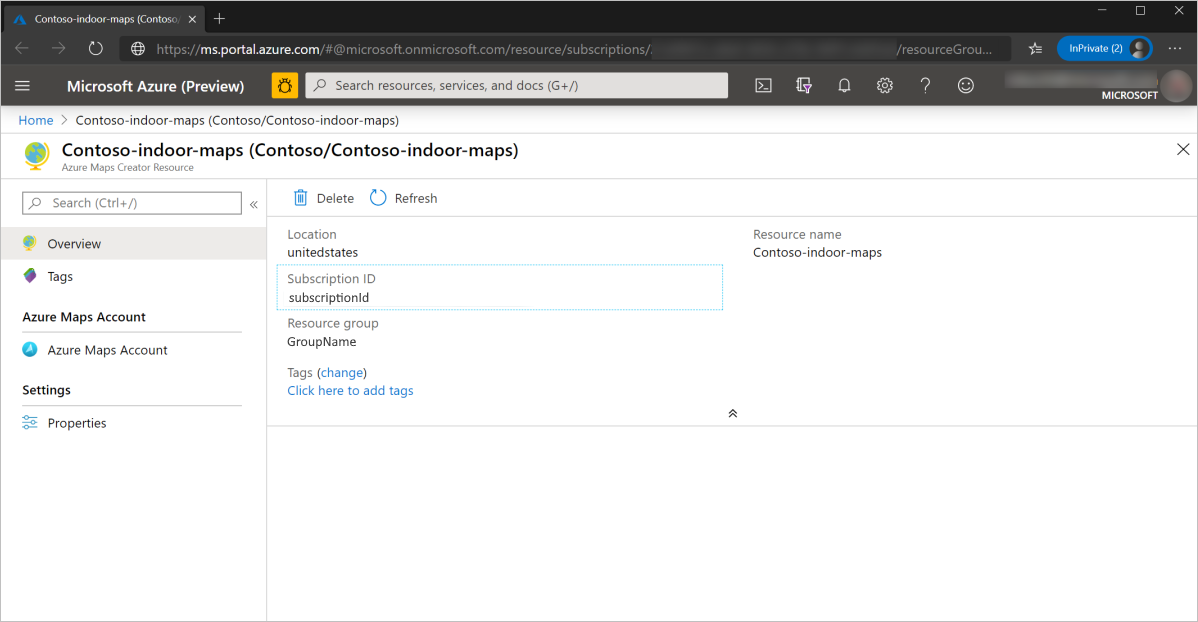 Contoso-indoor-maps (Contoso/
https://ms.portal.azure.com/#@microsoft.onmicrosoft.com/resource/subscriptions/ /resourceGrou...
InPrivate (2)
Microsoft Azure (Preview)
Search resources, services, and docs (G+/)
MICROSOFT
Home > Contoso-indoor-maps (Contoso/Contoso-indoor-maps)
Contoso-indoor-maps (Contoso/Contoso-indoor-maps)
Azure Maps Creator Resource
Search (Ctrl+/)
«
Overview
Tags
Azure Maps Account
Azure Maps Account
Settings
Properties
Delete
Refresh
Location
unitedstates
Subscription ID
subscriptionId
Resource group
GroupName
Tags (change)
Click here to add tags
Resource name
Contoso-indoor-maps